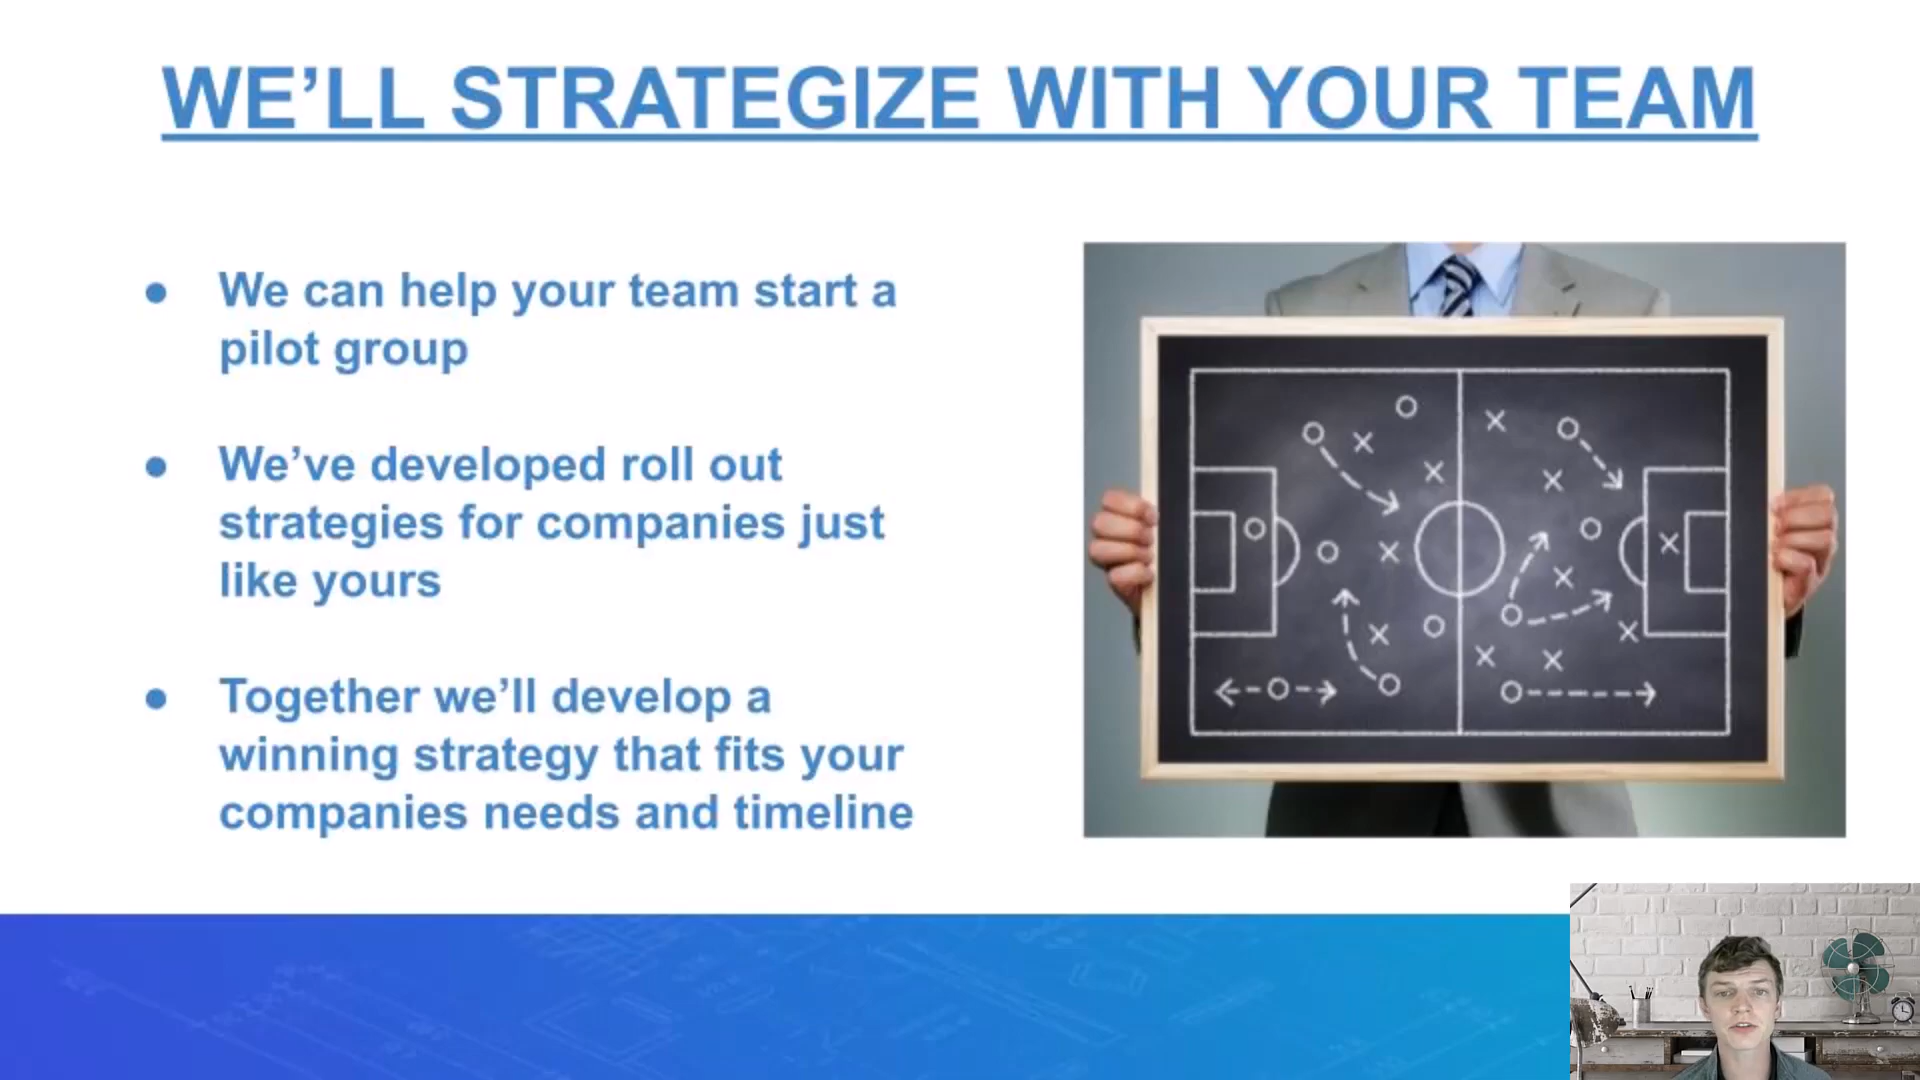 WE’LL STRATEGIZE WITH YOUR TEAM
● We can help your team start a
pilot group
● We’ve developed roll out
strategies for companies just
like yours
● Together we’ll develop a
winning strategy that fits your
companies needs and timeline